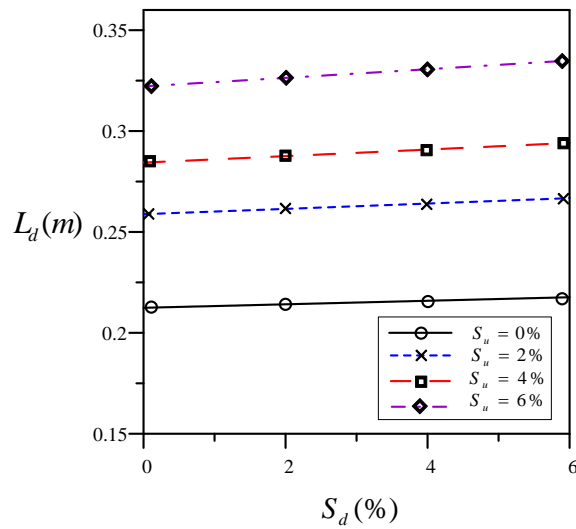 0.35
0.3
L_d(m) 0.25
0.2
S_u = 0%
S_u = 2%
S_u = 4%
S_u = 6%
0.15
0 2 4 6
S_d(%)